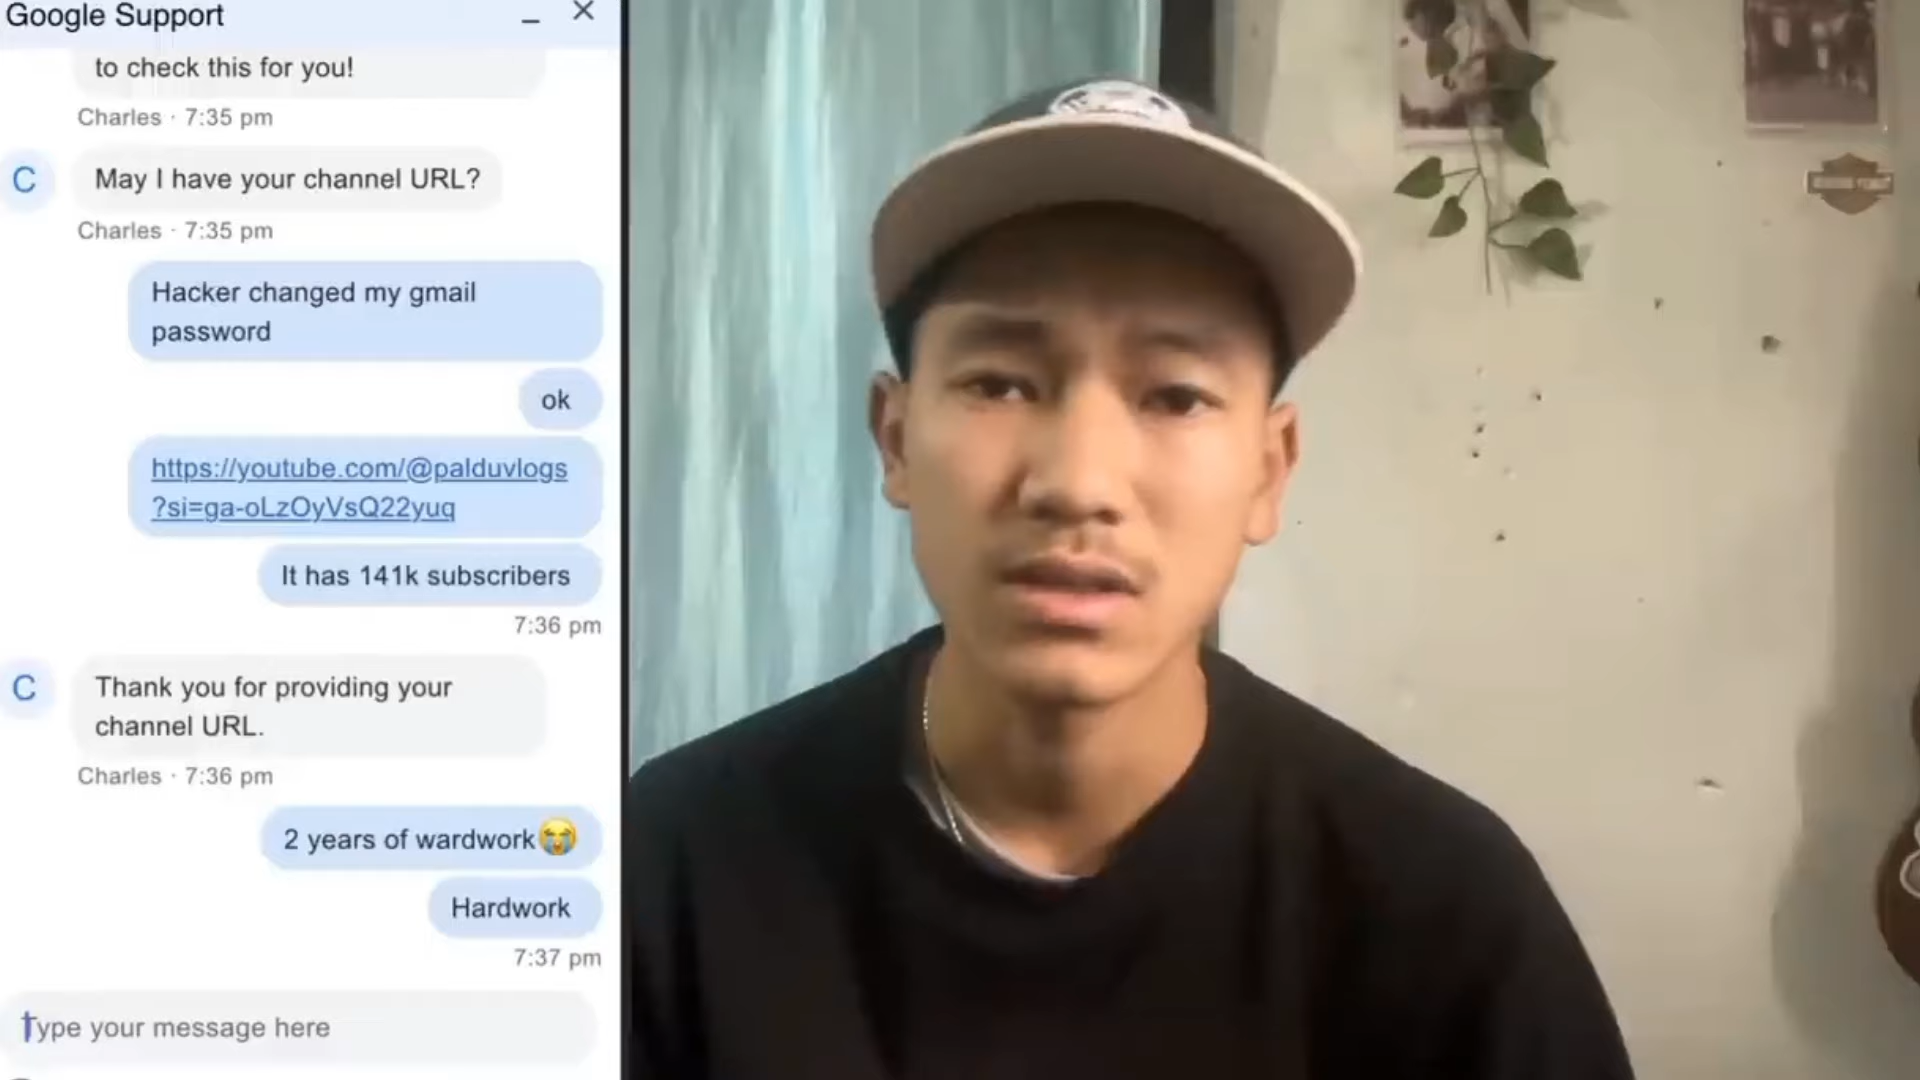 Google Support
to check this for you!
Charles · 7:35 pm
C
May I have your channel URL?
Charles · 7:35 pm
Hacker changed my gmail
password
ok
https://youtube.com/@palduvlogs
?si=ga-oLzOyVsQ22yuq
It has 141k subscribers
7:36 pm
C
Thank you for providing your
channel URL.
Charles · 7:36 pm
2 years of wardwork😭
Hardwork
7:37 pm
Type your message here